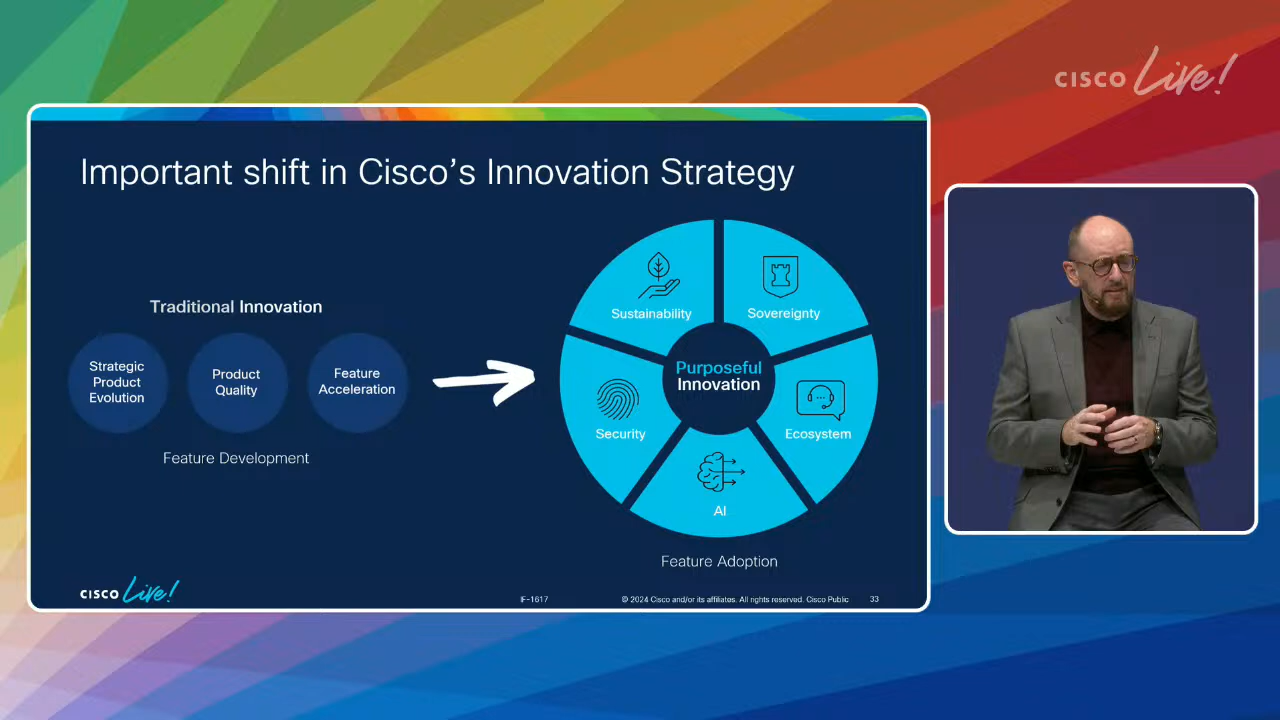 CISCO Live!
Important shift in Cisco's Innovation Strategy
Traditional Innovation
Strategic
Product
Evolution
Product
Quality
Feature
Acceleration
Feature Development
Sustainability
Sovereignty
Purposeful
Innovation
Security
Ecosystem
AI
Feature Adoption
CISCO Live!
IF-1617
© 2024 Cisco and/or its affiliates. All rights reserved. Cisco Public
33